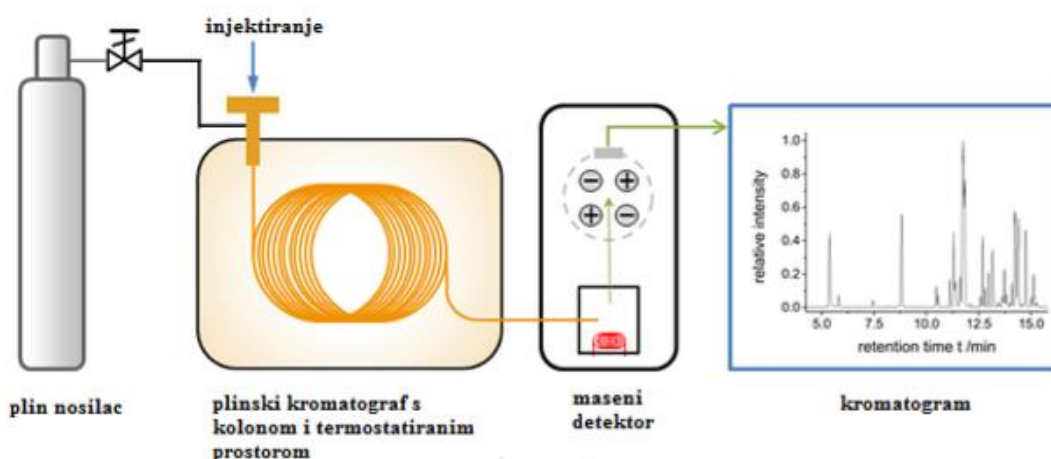 injektiranje
plin nosilac
plinski kromatograf s
kolonom i termostatiranim
prostorom
− +
+ −
maseni
detektor
relative intensity
1.0
0.8
0.6
0.4
0.2
0.0
5.0 7.5 10.0 12.5 15.0
retention time t /min
kromatogram